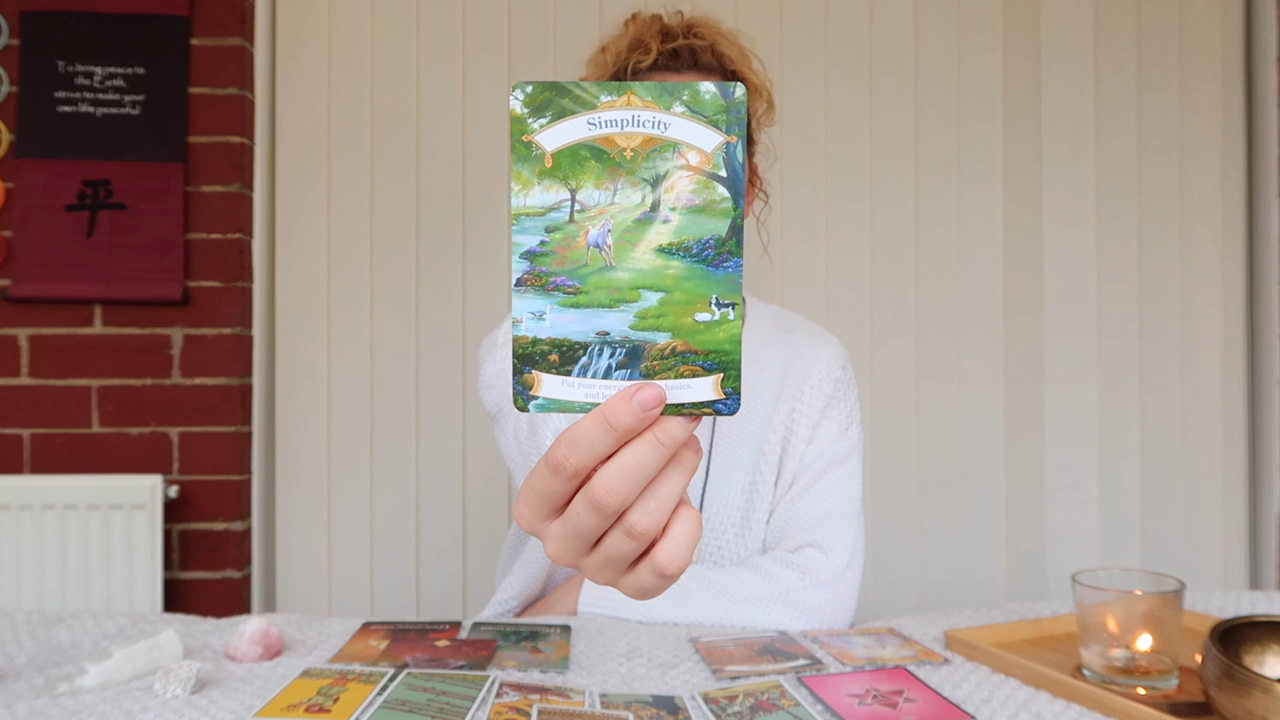 To bring peace to
the Earth,
strive to make your
own life peaceful
平
Simplicity
Put your energy basics,
and let